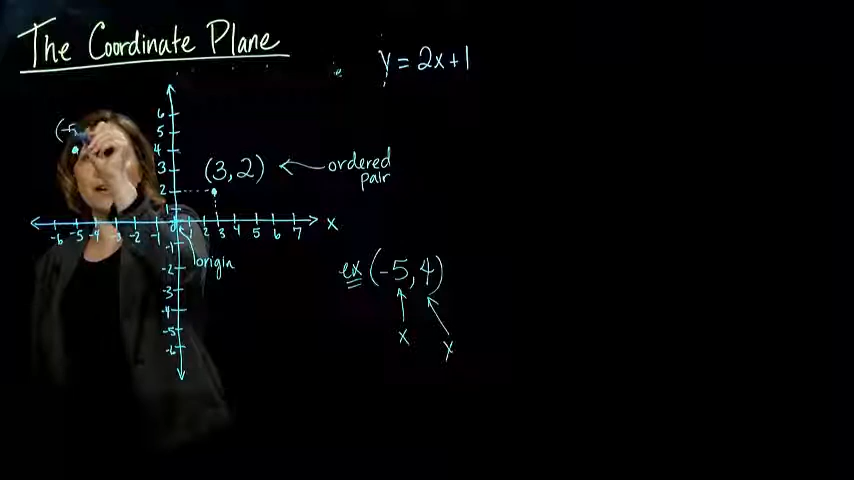 The Coordinate Plane
y = 2x+1
(-5
6
5
4
3
2
1
(3,2)
ordered
pair
-6 -5 -4 -3 -2 -1 0 1 2 3 4 5 6 7 x
-1
-2
-3
-4
-5
-6
origin
ex (-5,4)
x
y